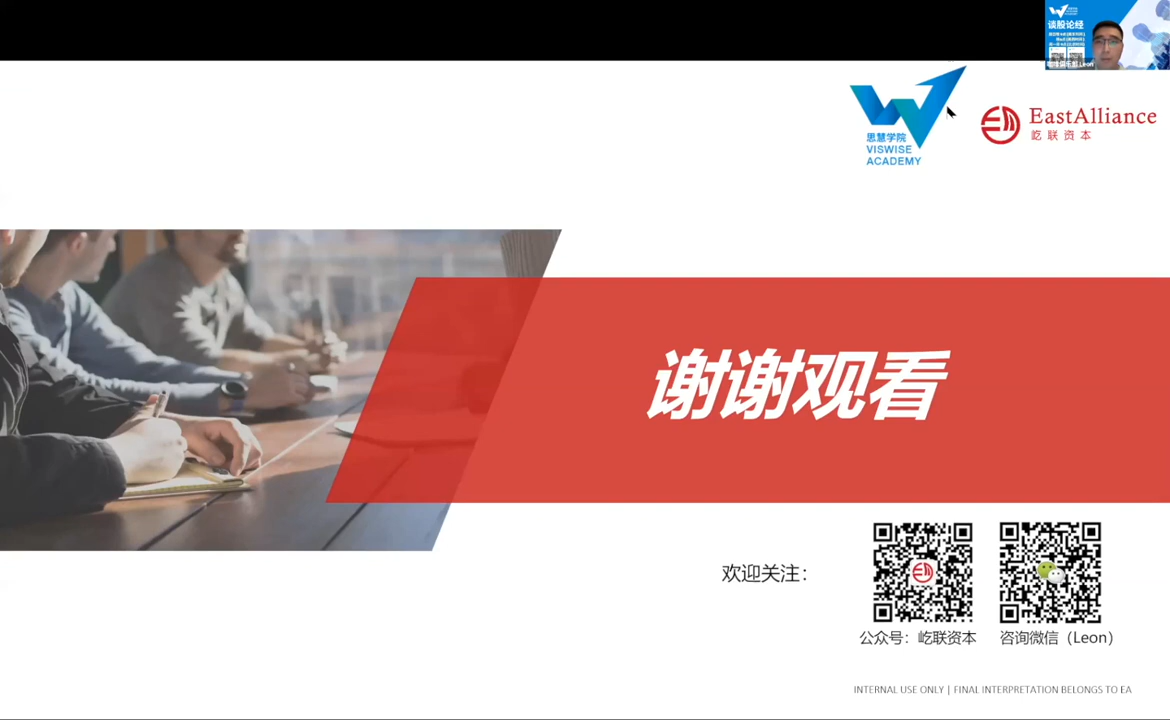 谈股论经
思慧学院
VISWISE
ACADEMY
EastAlliance
屹联资本
谢谢观看
欢迎关注：
公众号：屹联资本
咨询微信（Leon）
INTERNAL USE ONLY | FINAL INTERPRETATION BELONGS TO EA